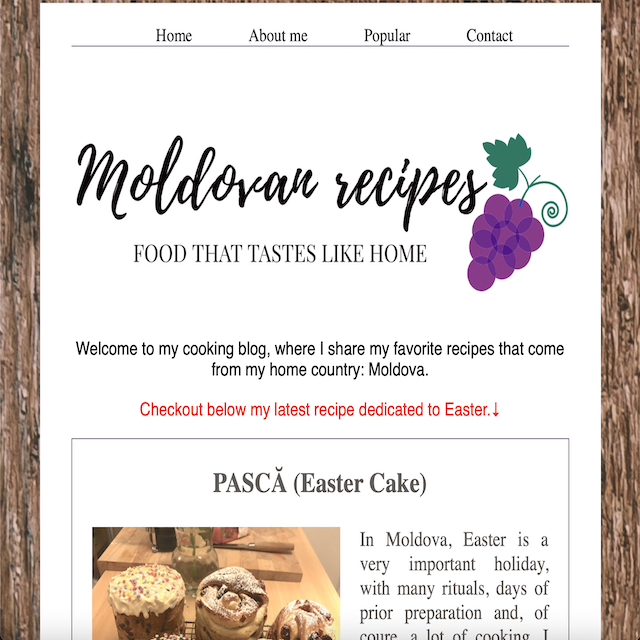 Home About me Popular Contact
Moldovan recipes
FOOD THAT TASTES LIKE HOME
Welcome to my cooking blog, where I share my favorite recipes that come
from my home country: Moldova.
Checkout below my latest recipe dedicated to Easter.↓
PASCĂ (Easter Cake)
In Moldova, Easter is a
very important holiday,
with many rituals, days of
prior preparation and, of
coure, a lot of cooking. I